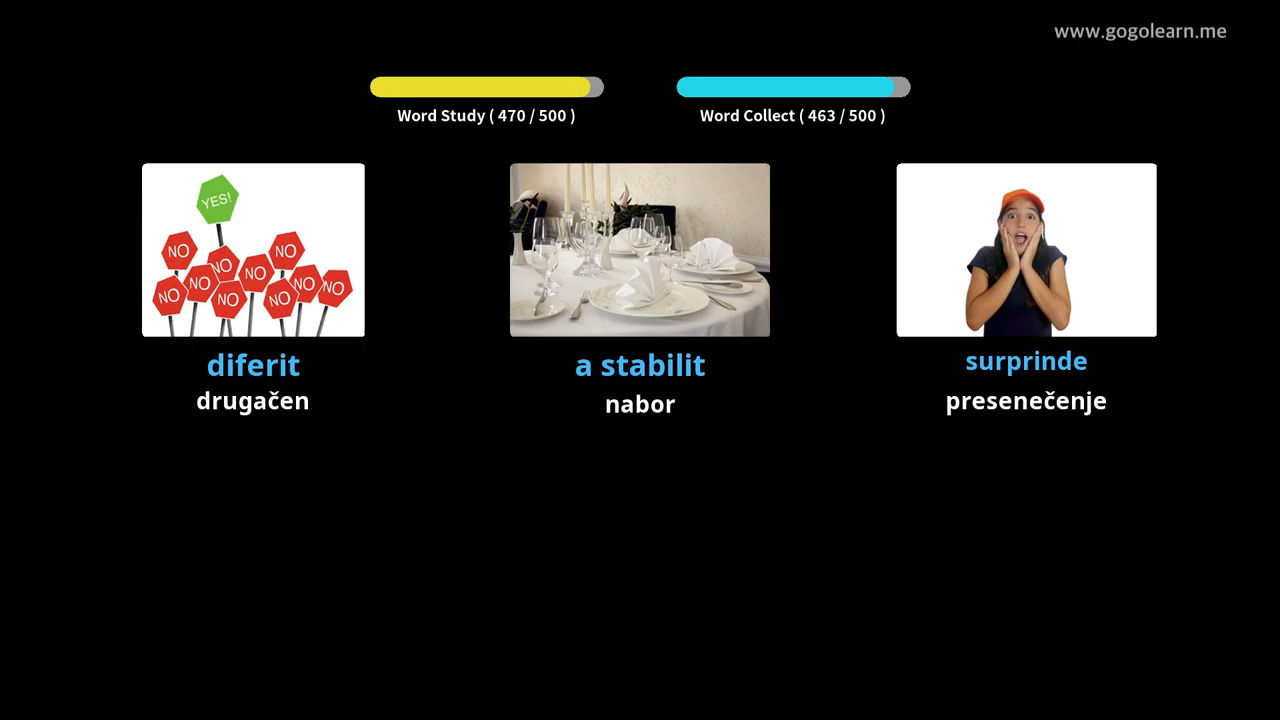 www.gogolearn.me
Word Study ( 470 / 500 )
Word Collect ( 463 / 500 )
YES!
NO
NO
NO
NO
NO
NO
NO
NO
NO
NO
diferit
a stabilit
surprinde
drugačen
nabor
presenečenje